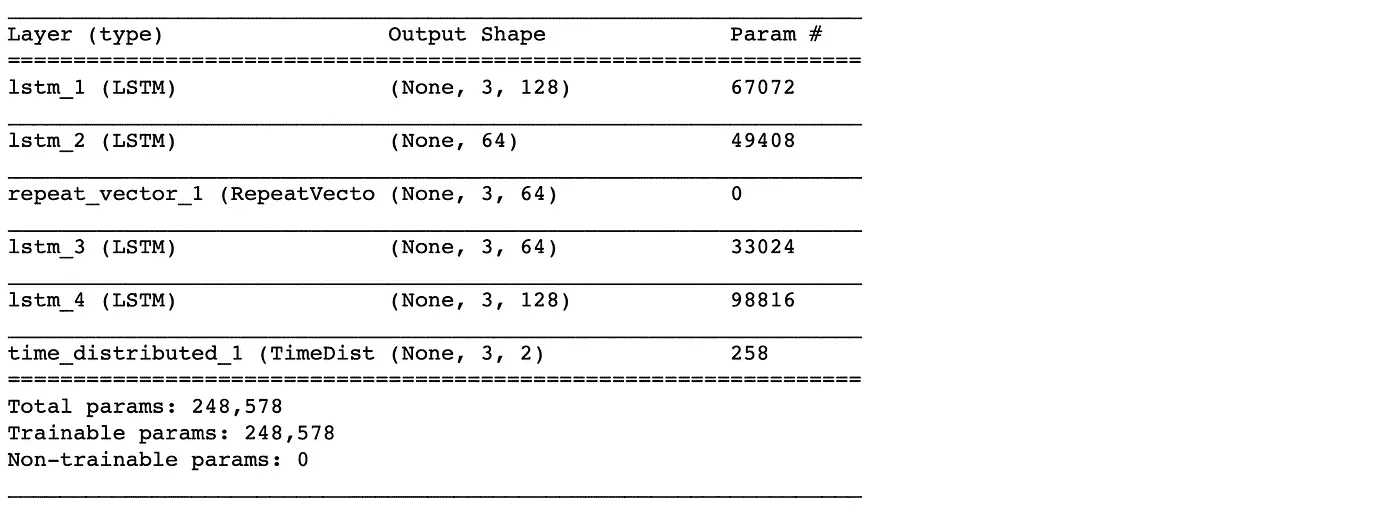 Layer (type) Output Shape Param #
=================================================================
lstm_1 (LSTM) (None, 3, 128) 67072
lstm_2 (LSTM) (None, 64) 49408
repeat_vector_1 (RepeatVecto (None, 3, 64) 0
lstm_3 (LSTM) (None, 3, 64) 33024
lstm_4 (LSTM) (None, 3, 128) 98816
time_distributed_1 (TimeDist (None, 3, 2) 258
=================================================================
Total params: 248,578
Trainable params: 248,578
Non-trainable params: 0